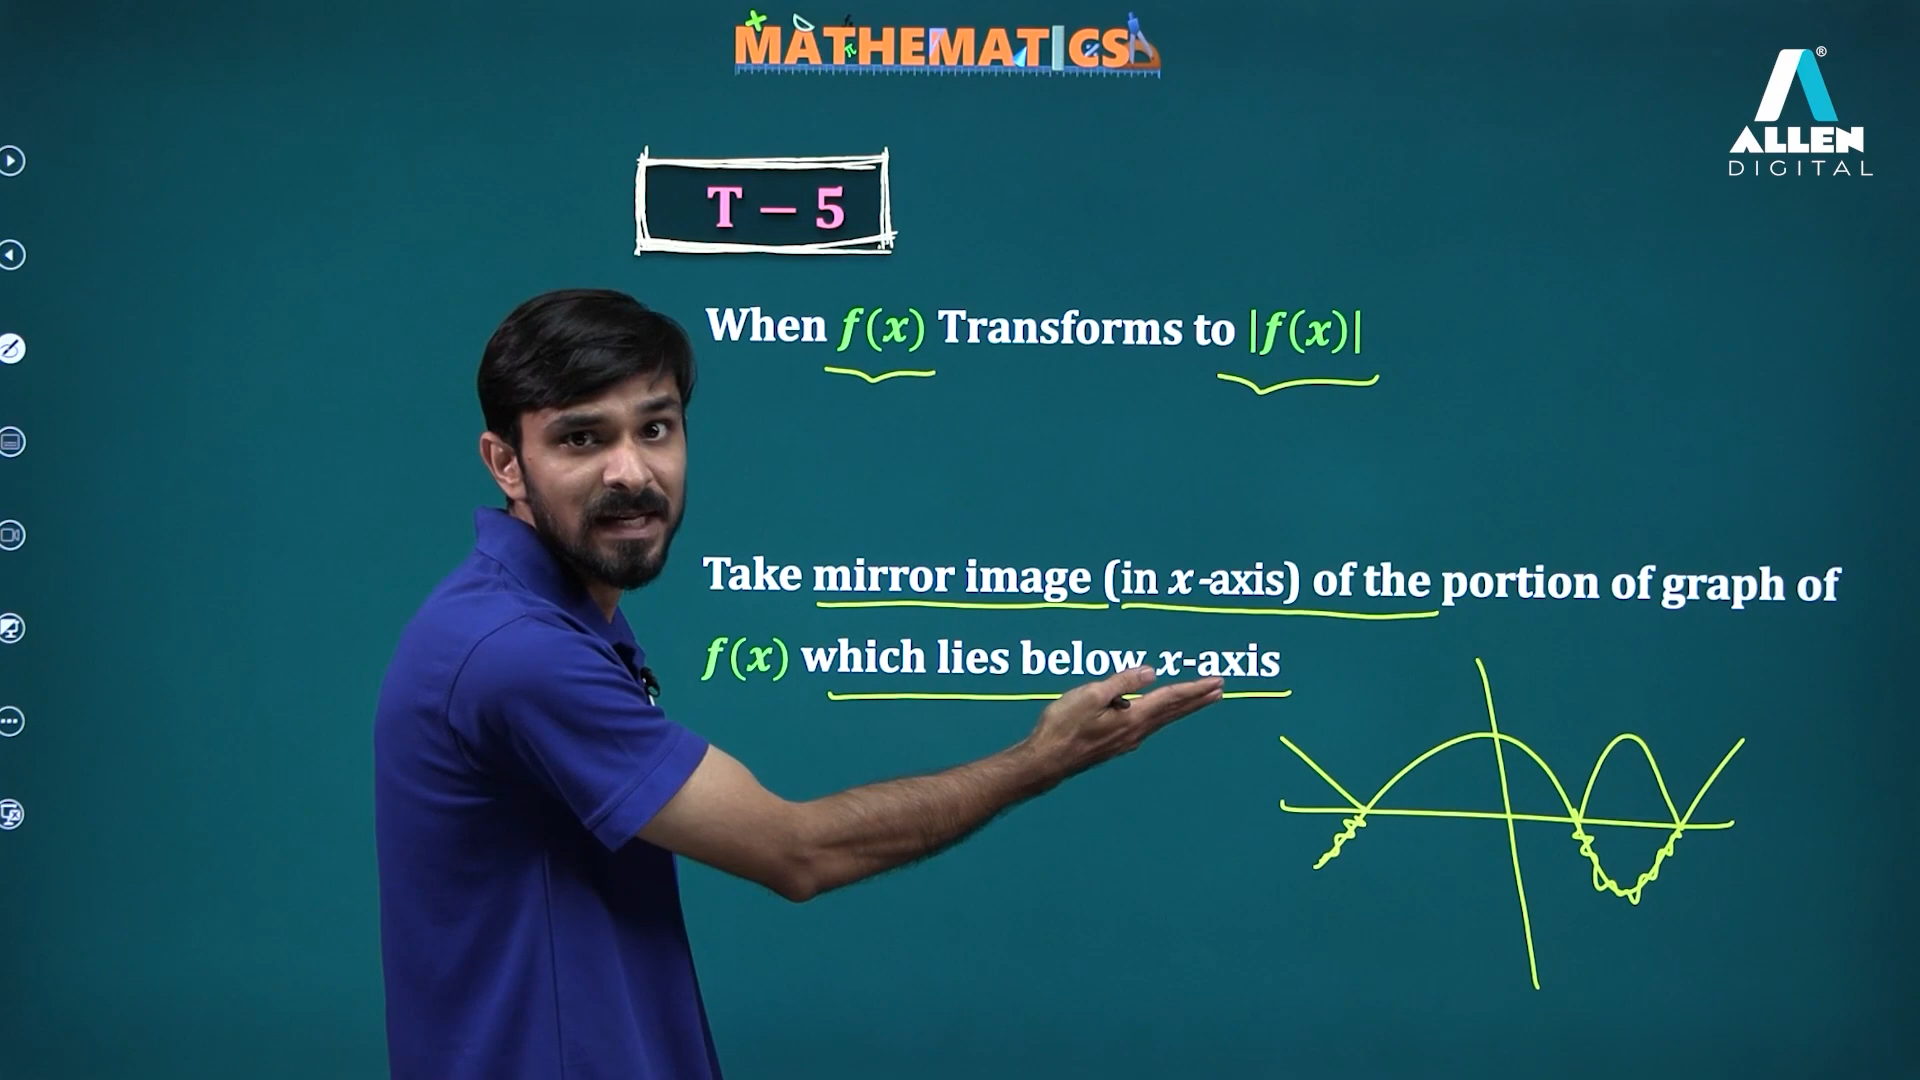 MATHEMATICS
ALLEN
DIGITAL
T – 5
When f(x) Transforms to |f(x)|
Take mirror image (in x-axis) of the portion of graph of
f(x) which lies below x-axis